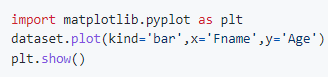 import matplotlib.pyplot as plt
dataset.plot(kind='bar',x='Fname',y='Age')
plt.show()